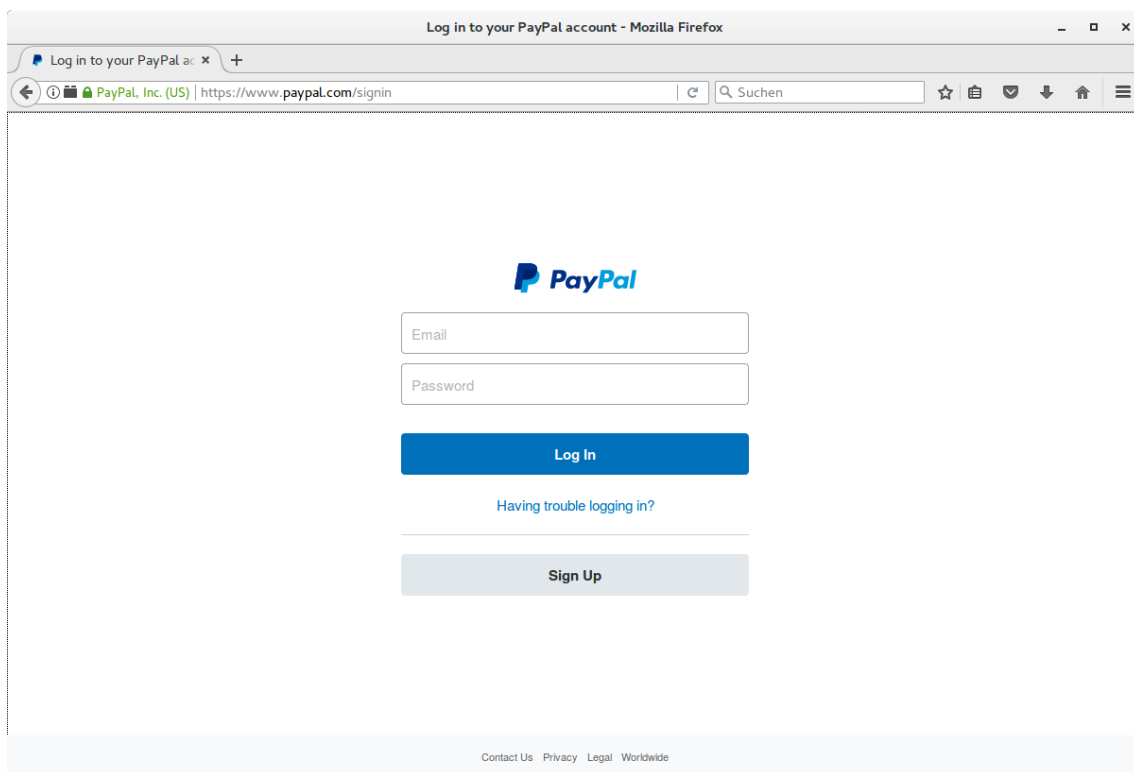 Log in to your PayPal account - Mozilla Firefox
Log in to your PayPal ac
PayPal, Inc. (US) https://www.paypal.com/signin Suchen
PayPal
Email
Password
Log In
Having trouble logging in?
Sign Up
Contact Us Privacy Legal Worldwide